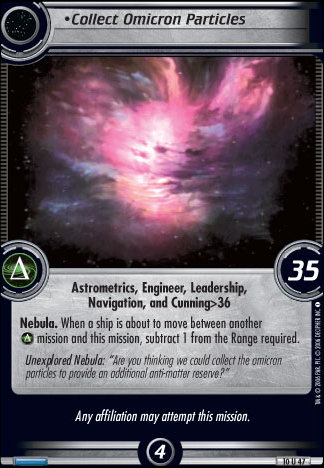 •Collect Omicron Particles
35
Astrometrics, Engineer, Leadership,
Navigation, and Cunning>36
Nebula. When a ship is about to move between another
mission and this mission, subtract 1 from the Range required.
Unexplored Nebula: “Are you thinking we could collect the omicron
particles to provide an additional anti-matter reserve?”
Any affiliation may attempt this mission.
4
10 U 47